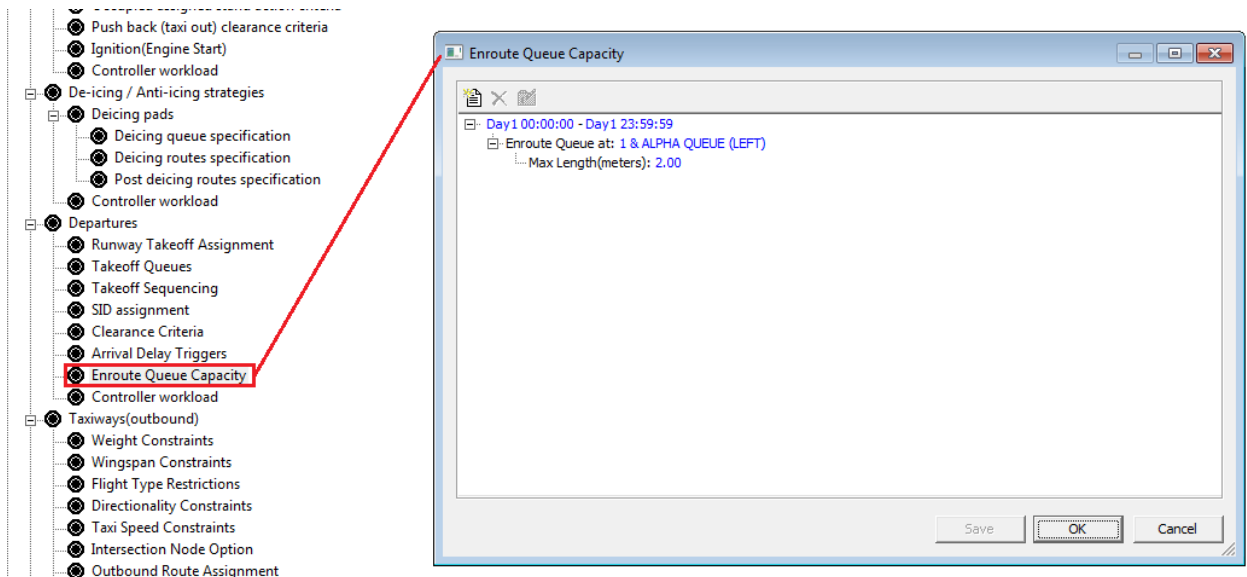 Push back (taxi out) clearance criteria
Ignition(Engine Start)
Controller workload
De-icing / Anti-icing strategies
Deicing pads
Deicing queue specification
Deicing routes specification
Post deicing routes specification
Controller workload
Departures
Runway Takeoff Assignment
Takeoff Queues
Takeoff Sequencing
SID assignment
Clearance Criteria
Arrival Delay Triggers
Enroute Queue Capacity
Controller workload
Taxiways(outbound)
Weight Constraints
Wingspan Constraints
Flight Type Restrictions
Directionality Constraints
Taxi Speed Constraints
Intersection Node Option
Outbound Route Assignment
Enroute Queue Capacity
Day1 00:00:00 - Day1 23:59:59
Enroute Queue at: 1 & ALPHA QUEUE (LEFT)
Max Length(meters): 2.00
Save OK Cancel